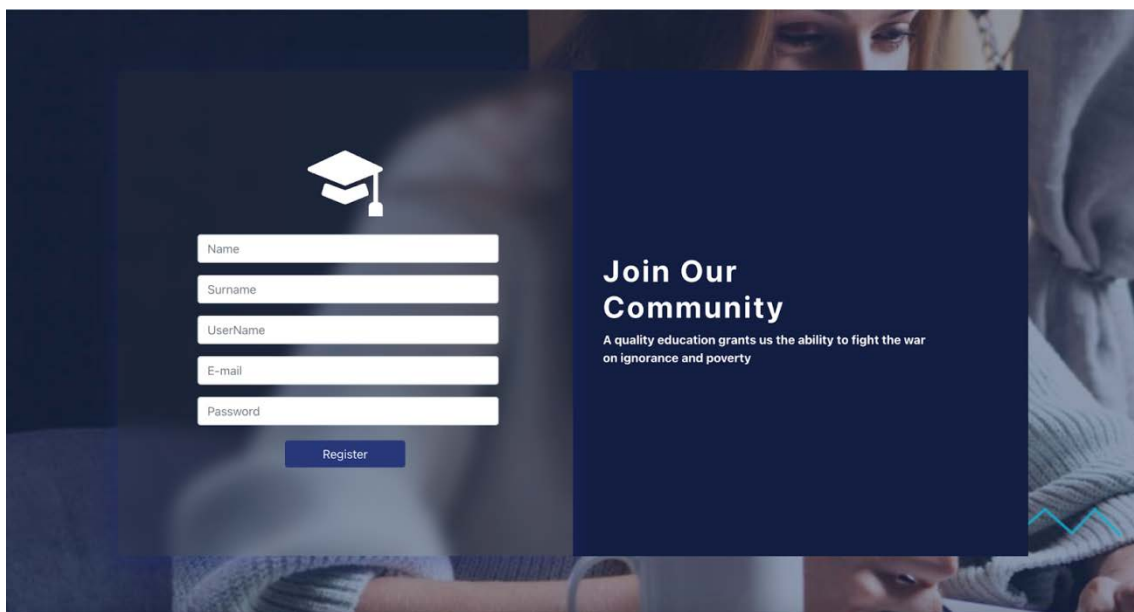 Name
Surname
UserName
E-mail
Password
Register
Join Our
Community
A quality education grants us the ability to fight the war
on ignorance and poverty